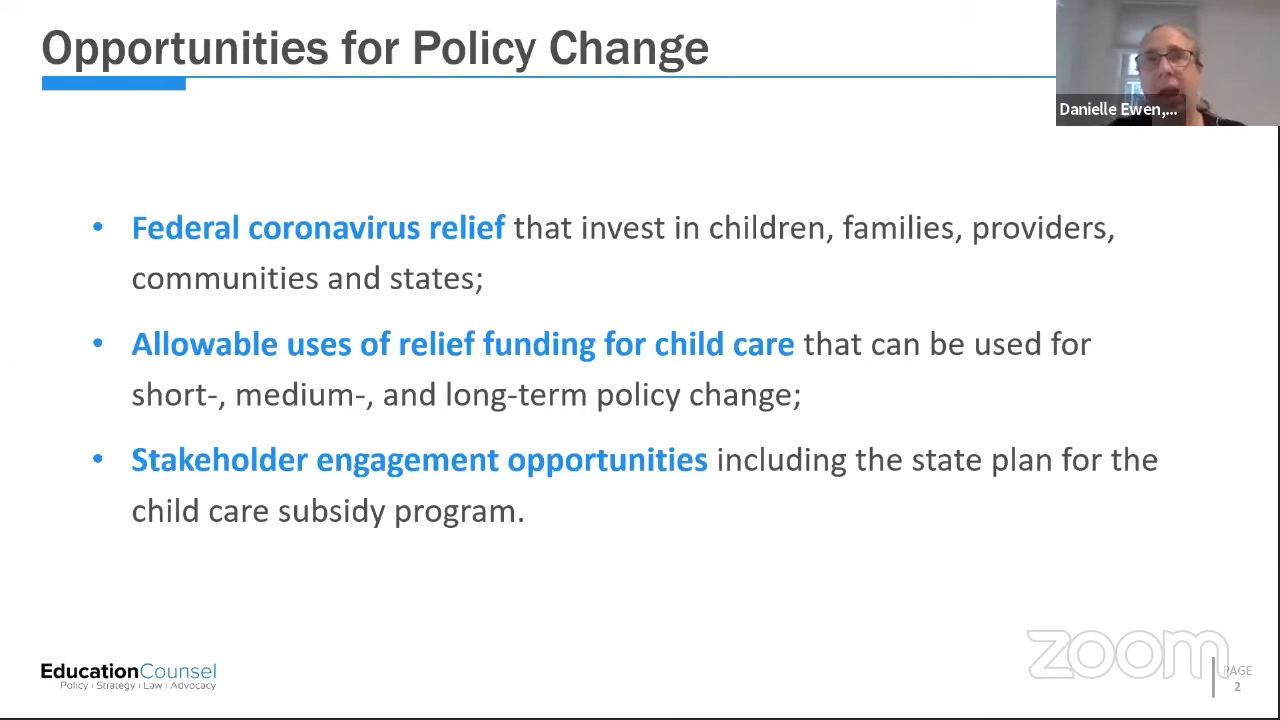 Opportunities for Policy Change
Danielle Ewen,...
• Federal coronavirus relief that invest in children, families, providers,
communities and states;
• Allowable uses of relief funding for child care that can be used for
short-, medium-, and long-term policy change;
• Stakeholder engagement opportunities including the state plan for the
child care subsidy program.
EducationCounsel
Policy | Strategy | Law | Advocacy
zoom
PAGE
2